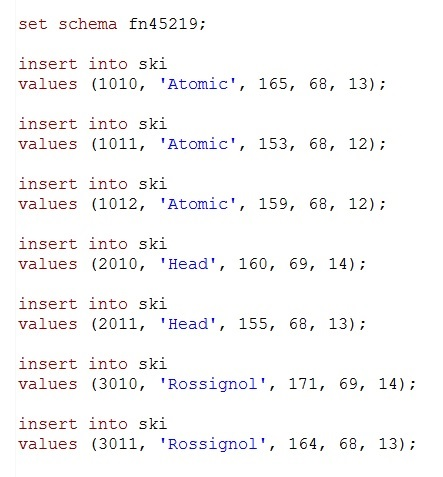 set schema fn45219;
insert into ski
values (1010, 'Atomic', 165, 68, 13);
insert into ski
values (1011, 'Atomic', 153, 68, 12);
insert into ski
values (1012, 'Atomic', 159, 68, 12);
insert into ski
values (2010, 'Head', 160, 69, 14);
insert into ski
values (2011, 'Head', 155, 68, 13);
insert into ski
values (3010, 'Rossignol', 171, 69, 14);
insert into ski
values (3011, 'Rossignol', 164, 68, 13);